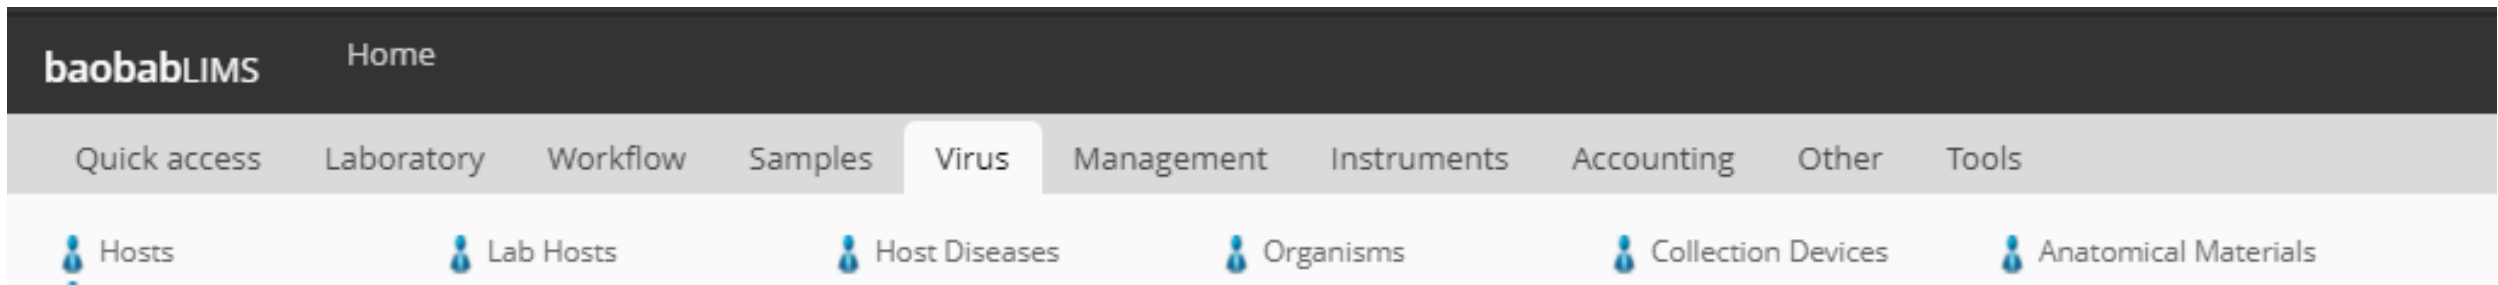 baobabLIMS Home
Quick access Laboratory Workflow Samples Virus Management Instruments Accounting Other Tools
Hosts Lab Hosts Host Diseases Organisms Collection Devices Anatomical Materials